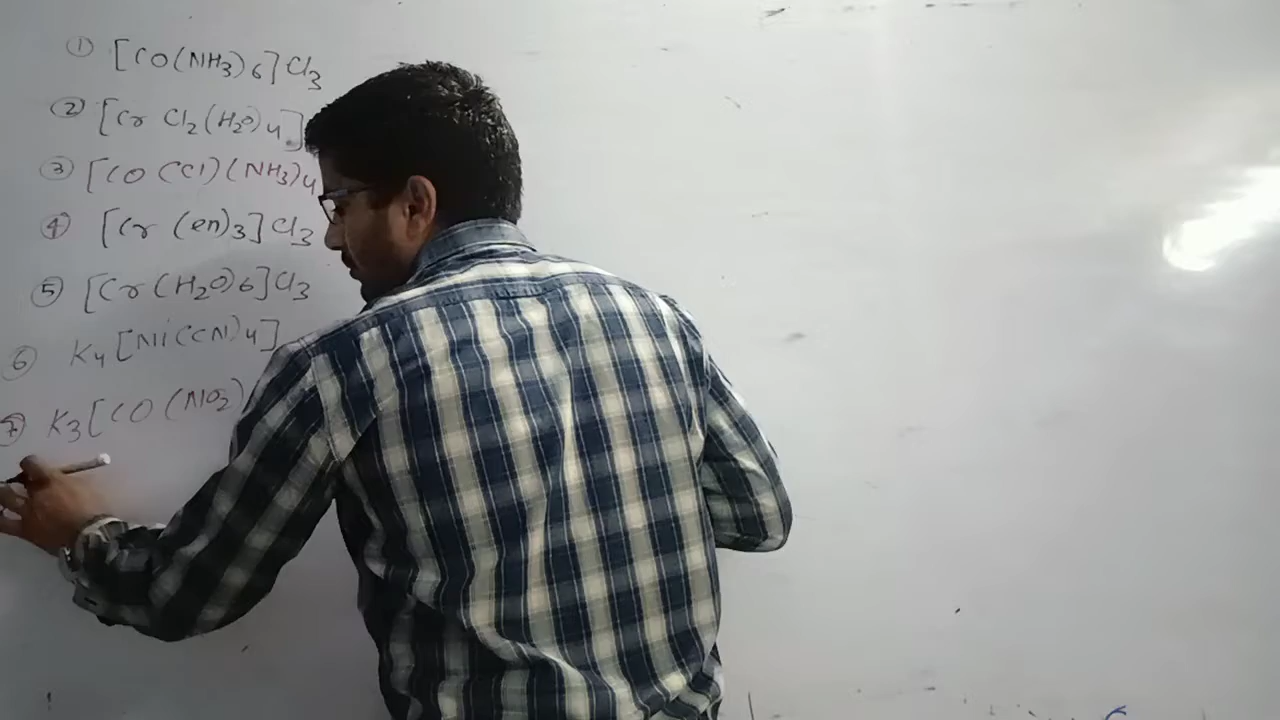 ① [CO(NH3)6]Cl3
② [Cr Cl2(H2O)4]
③ [CO(Cl)(NH3)4
④ [Cr (en)3]Cl3
⑤ [Cr(H2O)6]Cl3
⑥ K4[Ni(CN)4]
⑦ K3[CO(NO2)